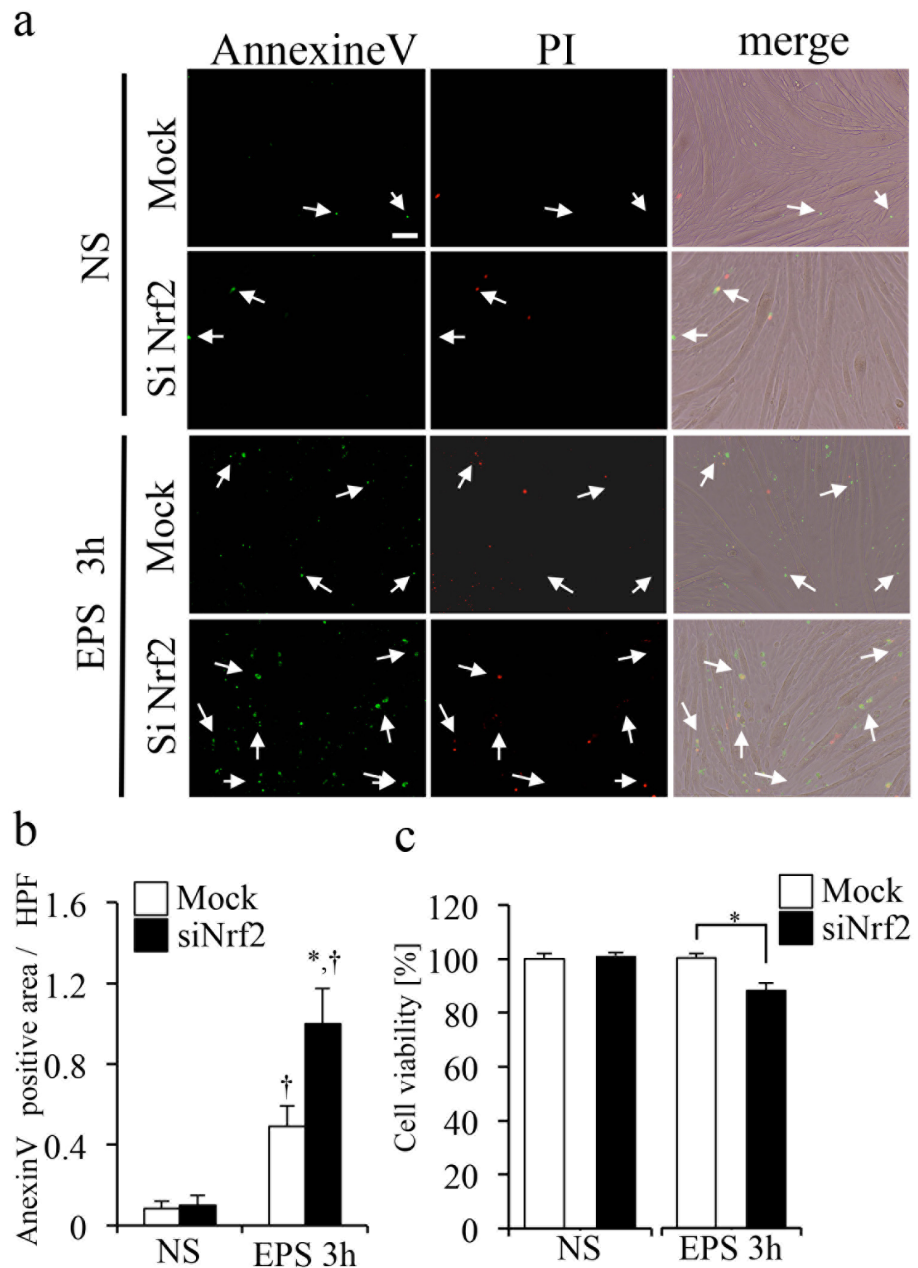 a
AnnexineV PI merge
NS
Mock
Si Nrf2
EPS 3h
Mock
Si Nrf2
b
Mock
siNrf2
AnexinV positive area / HPF
1.6
1.2
0.8
0.4
0
†
*,†
NS EPS 3h
c
Mock
siNrf2
Cell viability [%]
120
100
80
60
40
20
0
*
NS EPS 3h